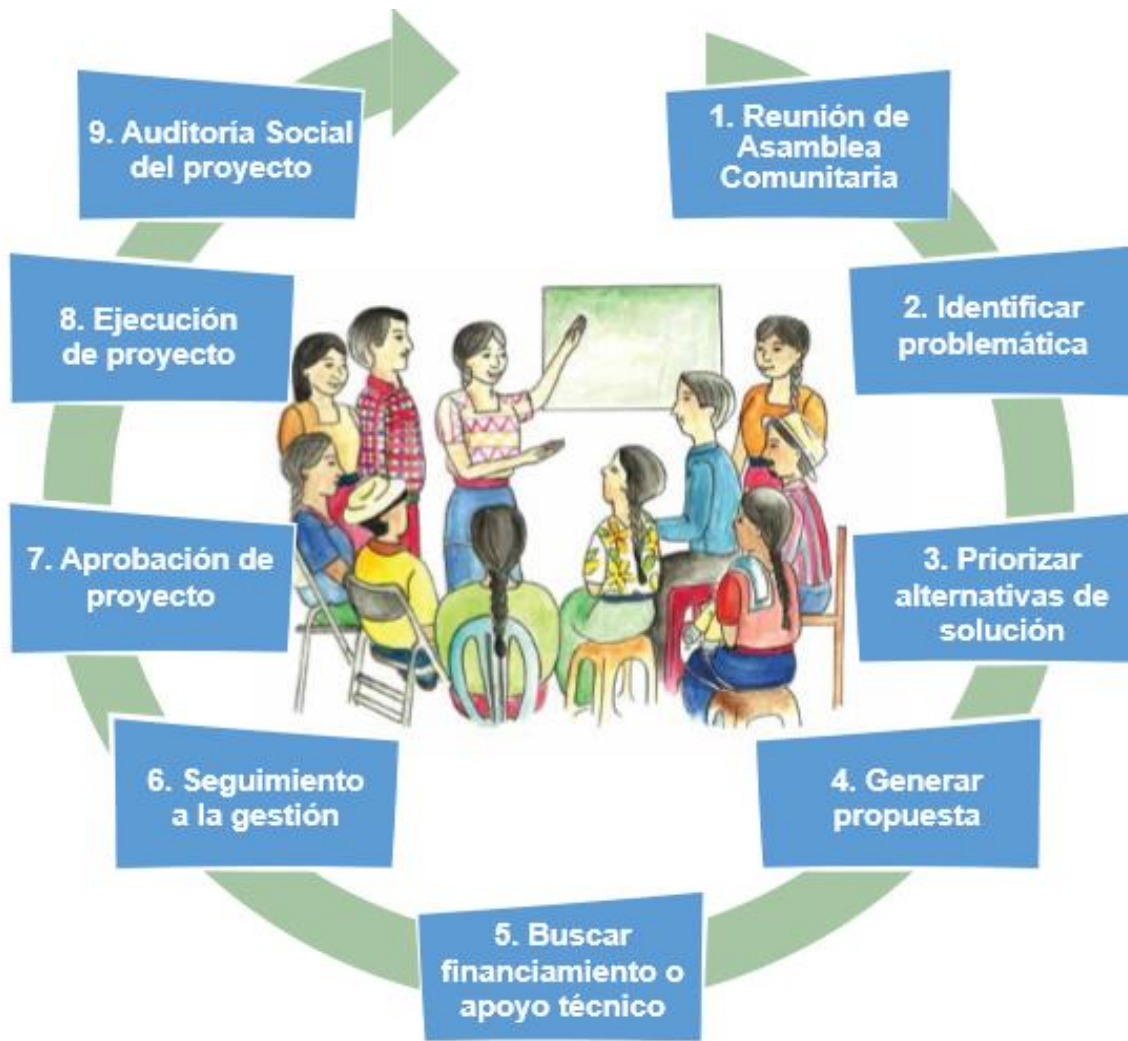 1. Reunión de
Asamblea
Comunitaria
2. Identificar
problemática
3. Priorizar
alternativas de
solución
4. Generar
propuesta
5. Buscar
financiamiento o
apoyo técnico
6. Seguimiento
a la gestión
7. Aprobación de
proyecto
8. Ejecución
de proyecto
9. Auditoría Social
del proyecto